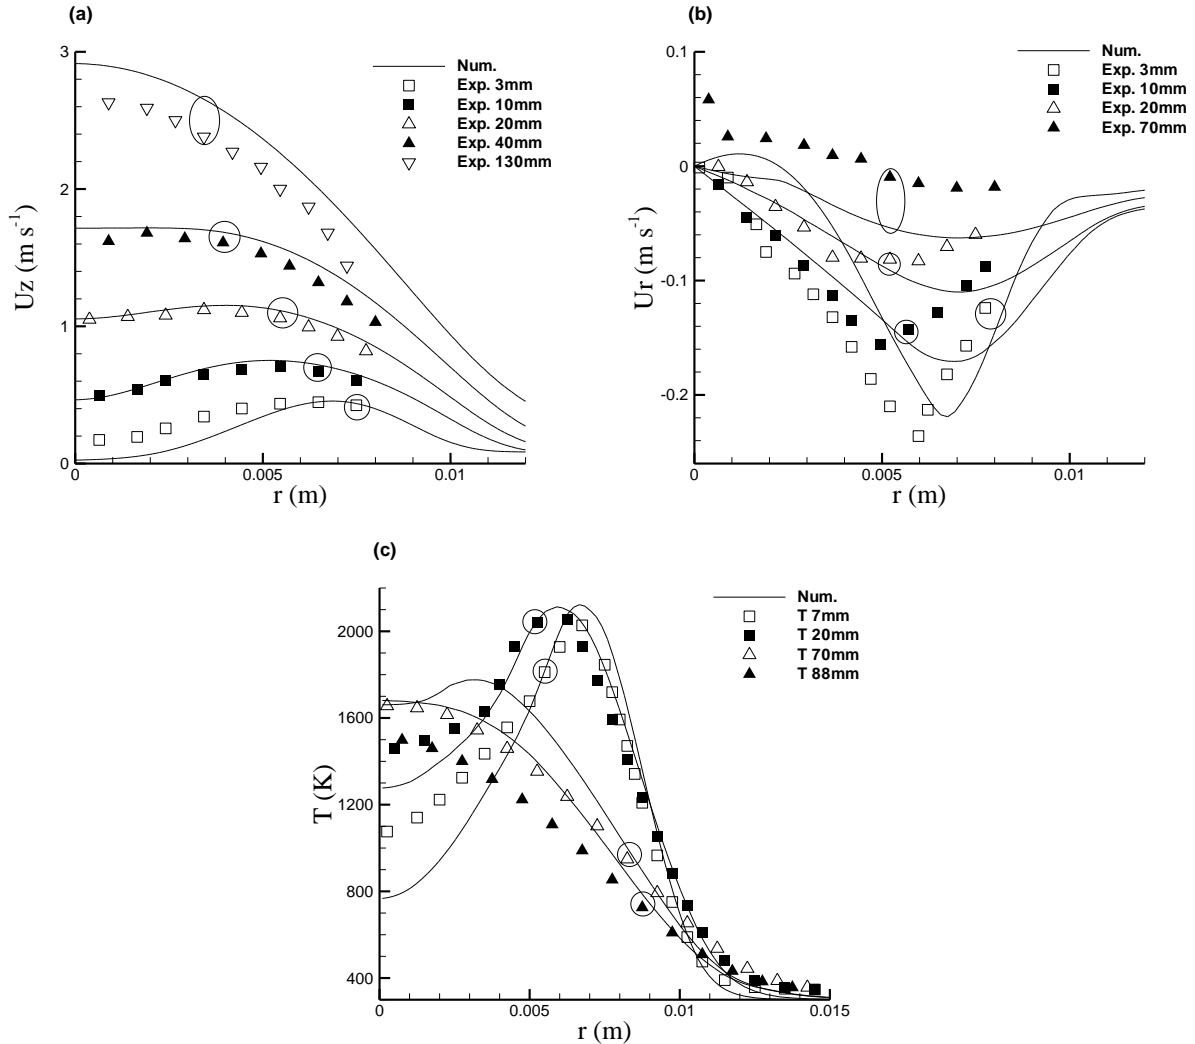 (a)
3
2
1
0
0
0.005
0.01
Uz (m s-1)
r (m)
Num.
Exp. 3mm
Exp. 10mm
Exp. 20mm
Exp. 40mm
Exp. 130mm
(b)
0.1
0
-0.1
-0.2
0
0.005
0.01
Ur (m s-1)
r (m)
Num.
Exp. 3mm
Exp. 10mm
Exp. 20mm
Exp. 70mm
(c)
2000
1600
1200
800
400
0
0.005
0.01
0.015
T (K)
r (m)
Num.
T 7mm
T 20mm
T 70mm
T 88mm